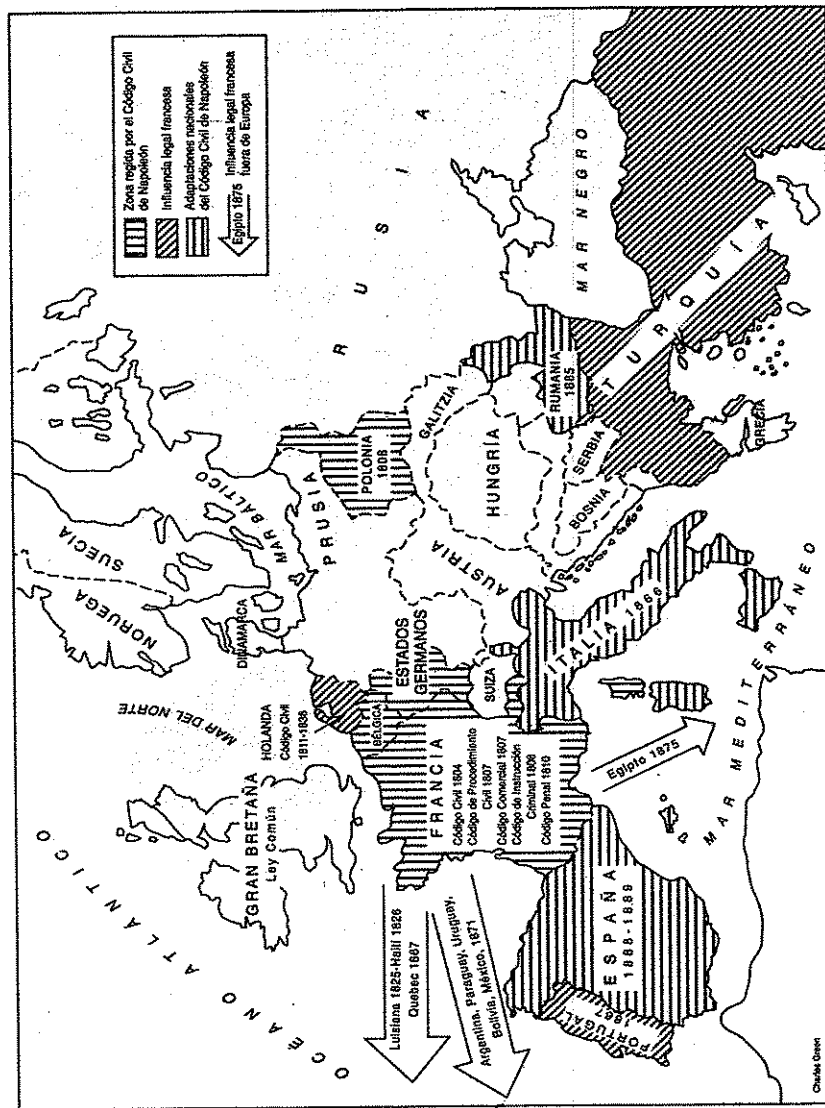 Zona regida por el Código Civil
de Napoleón
Influencia legal francesa
Adaptaciones nacionales
del Código Civil de Napoleón
Egipto 1875
Influencia legal francesa
fuera de Europa
OCEANO ATLANTICO
MAR DEL NORTE
NORUEGA
SUECIA
MAR BALTICO
DINAMARCA
RUSIA
GRAN BRETAÑA
Ley Común
HOLANDA
Código Civil
1811-1838
BÉLGICA
PRUSIA
POLONIA
1808
ESTADOS
GERMANOS
GALITZIA
AUSTRIA
HUNGRÍA
SUIZA
FRANCIA
Código Civil 1804
Código de Procedimiento
Civil 1807
Código Comercial 1807
Código de Instrucción
Criminal 1808
Código Penal 1810
Luisiana 1825-Haití 1826
Quebec 1867
Argentina, Paraguay, Uruguay,
Bolivia, México, 1871
RUMANIA
1865
SERBIA
BOSNIA
MAR NEGRO
TURQUÍA
GRECIA
ITALIA 1866
Egipto 1875
MAR MEDITERRÁNEO
ESPAÑA
1888-1889
PORTUGAL
1867
Charles Green